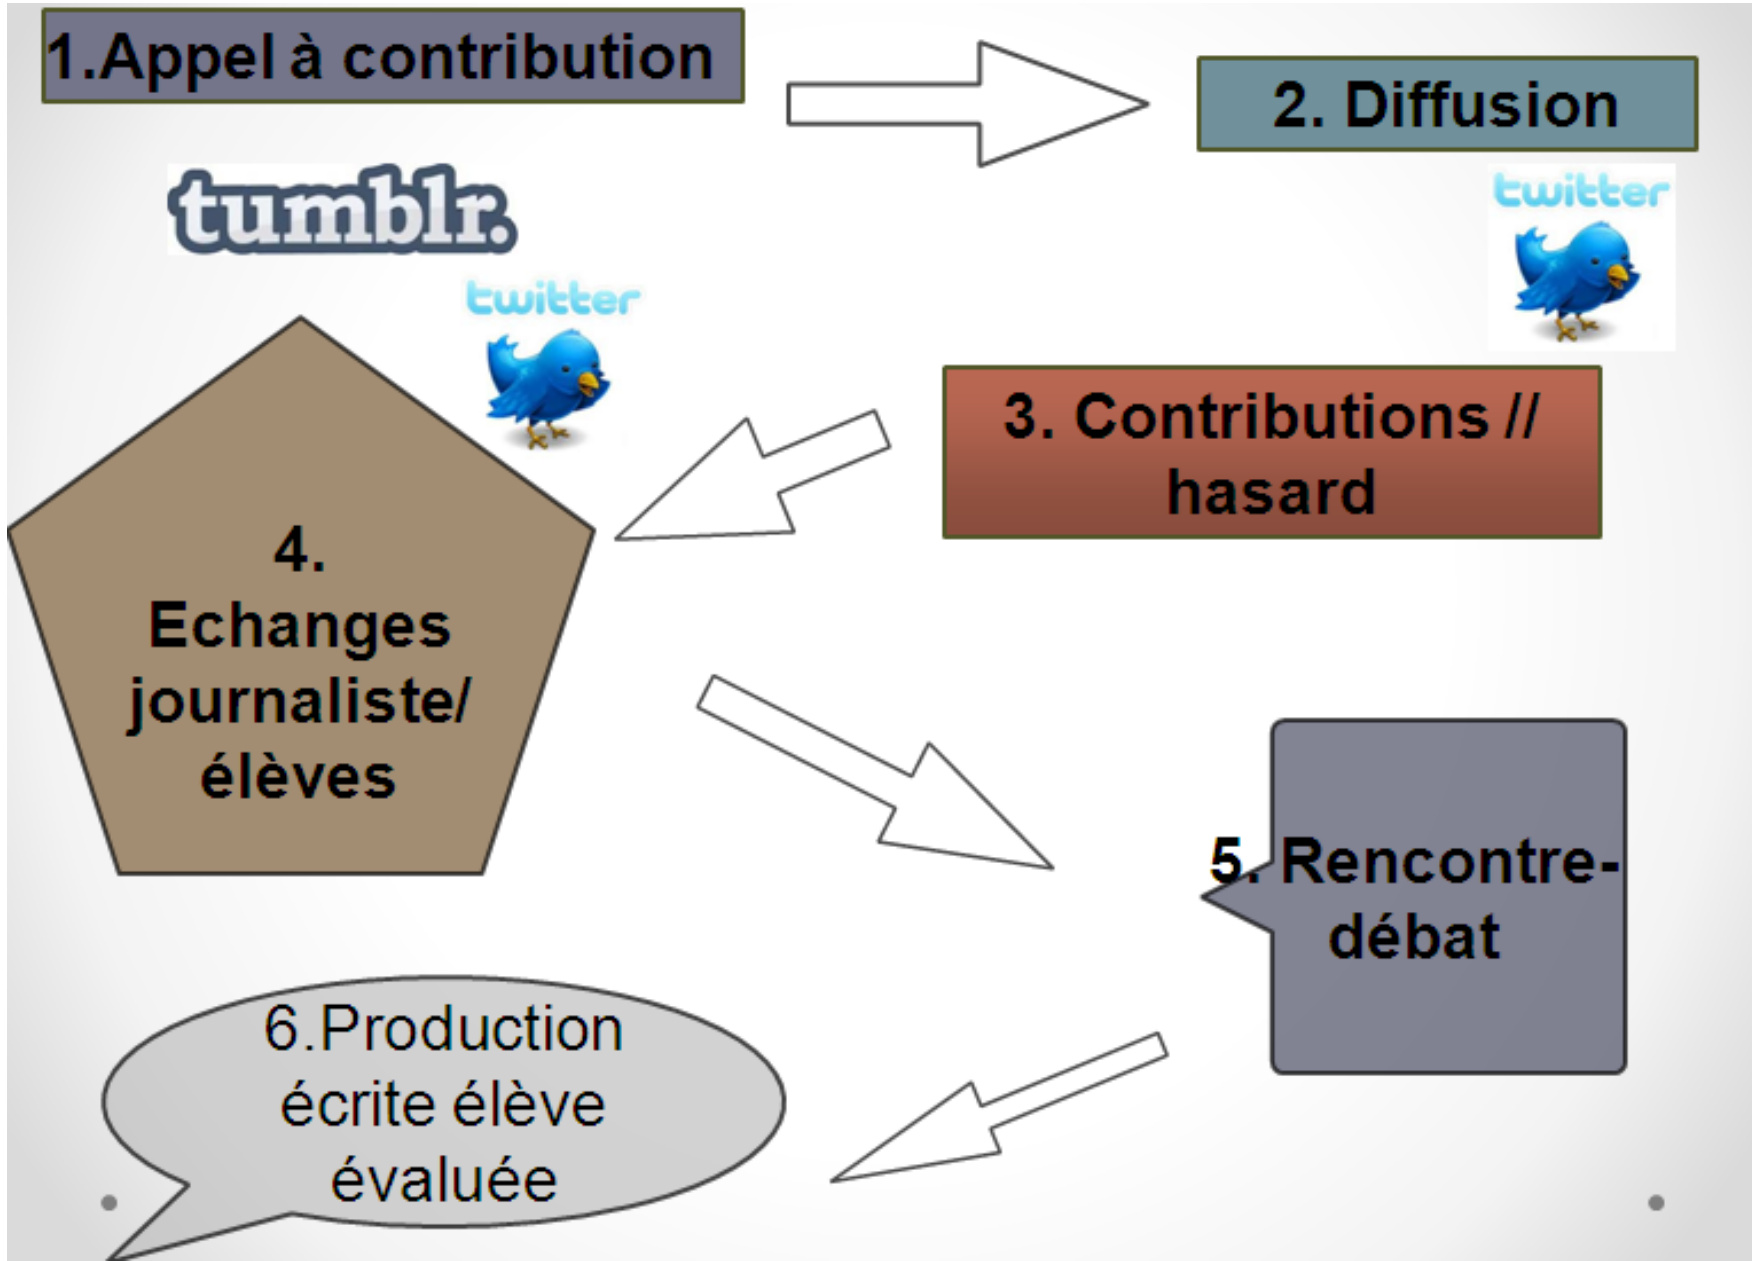 1.Appel à contribution
2. Diffusion
tumblr.
twitter
twitter
3. Contributions //
hasard
4.
Echanges
journaliste/
élèves
5. Rencontre-
débat
6.Production
écrite élève
évaluée